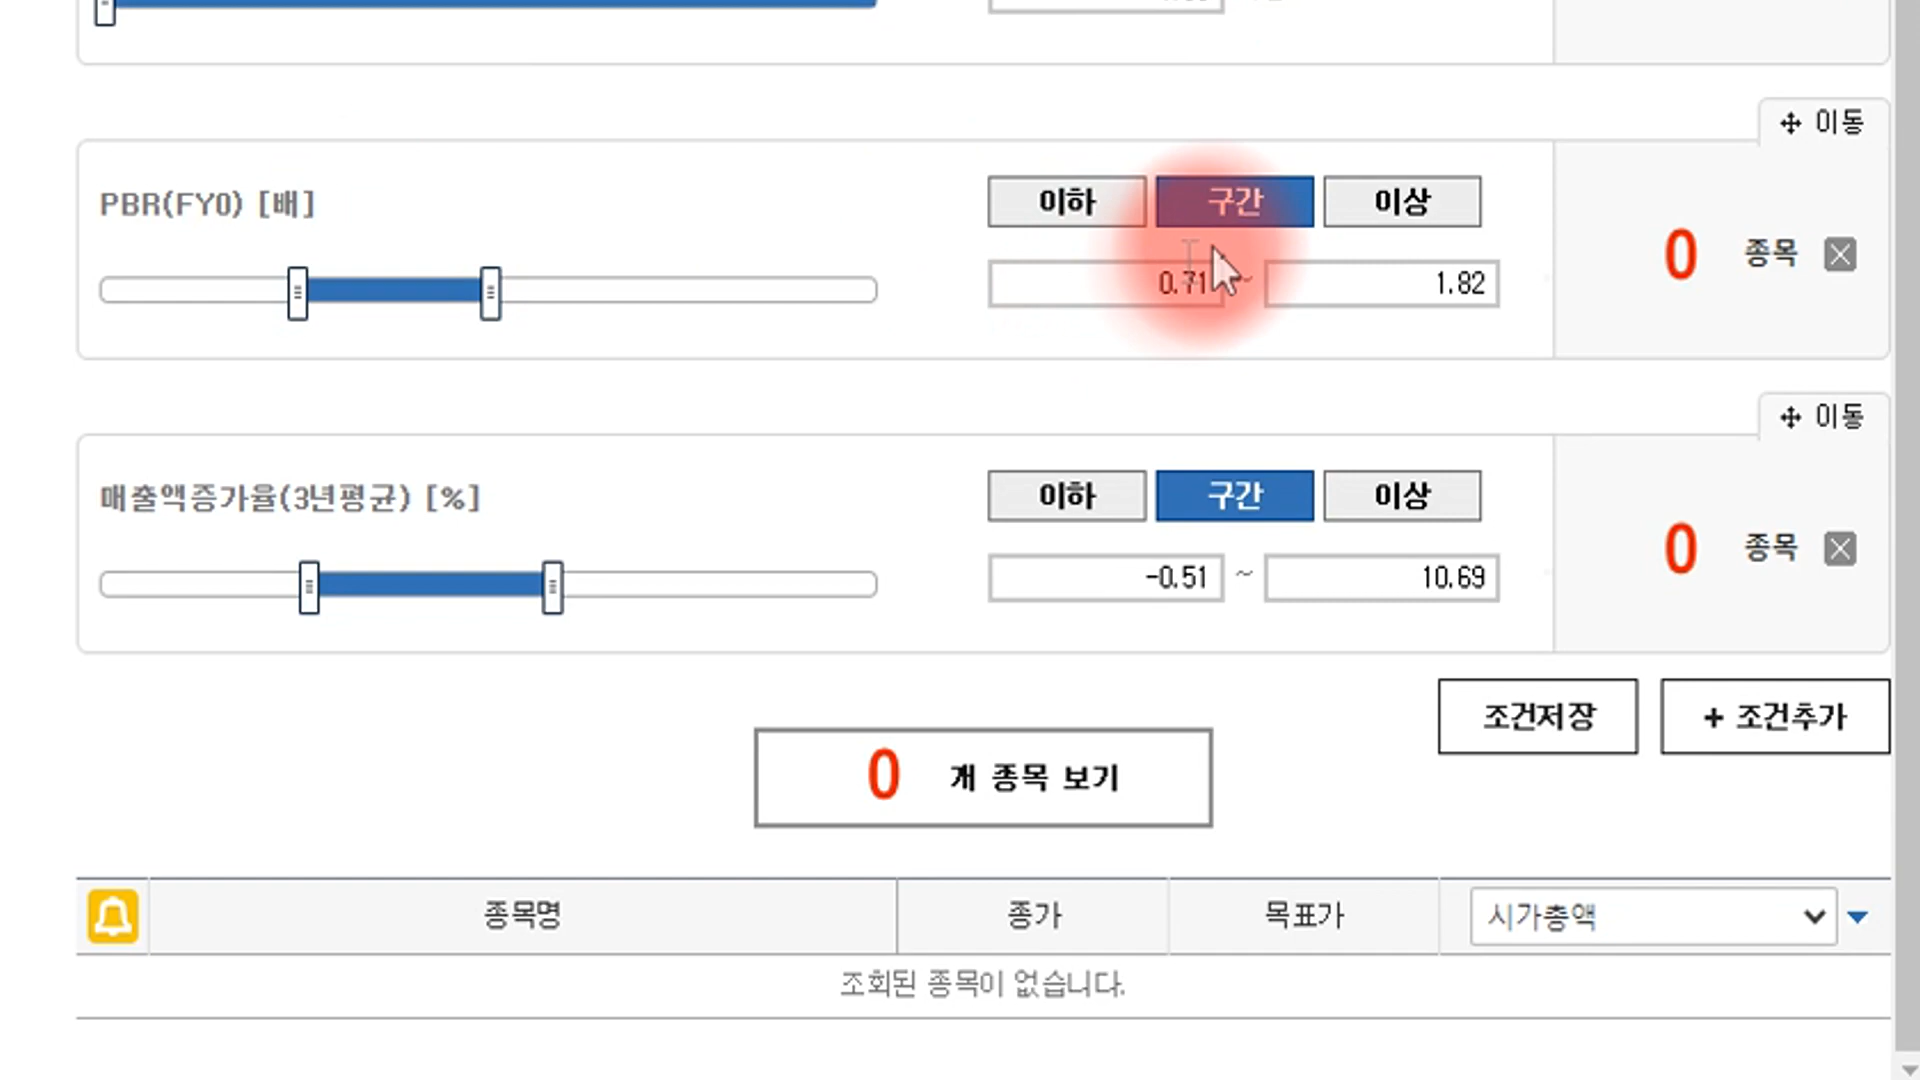 이동
PBR(FY0) [배]
이하 구간 이상
0.71 ~ 1.82
0 종목
이동
매출액증가율(3년평균) [%]
이하 구간 이상
-0.51 ~ 10.69
0 종목
조건저장 + 조건추가
0 개 종목 보기
종목명 종가 목표가 시가총액
조회된 종목이 없습니다.